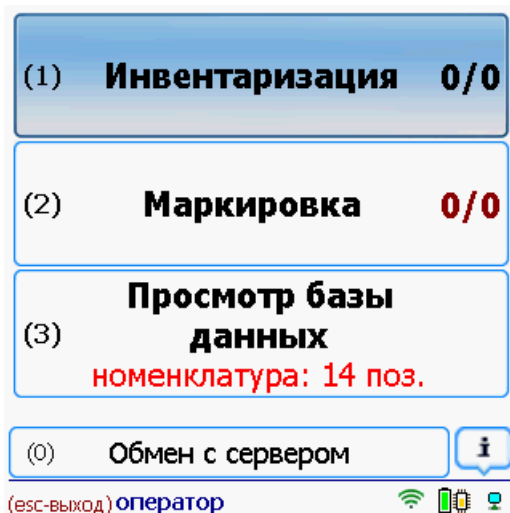 (1) Инвентаризация 0/0
(2) Маркировка 0/0
Просмотр базы
(3) данных
номенклатура: 14 поз.
(0) Обмен с сервером i
(esc-выход) оператор